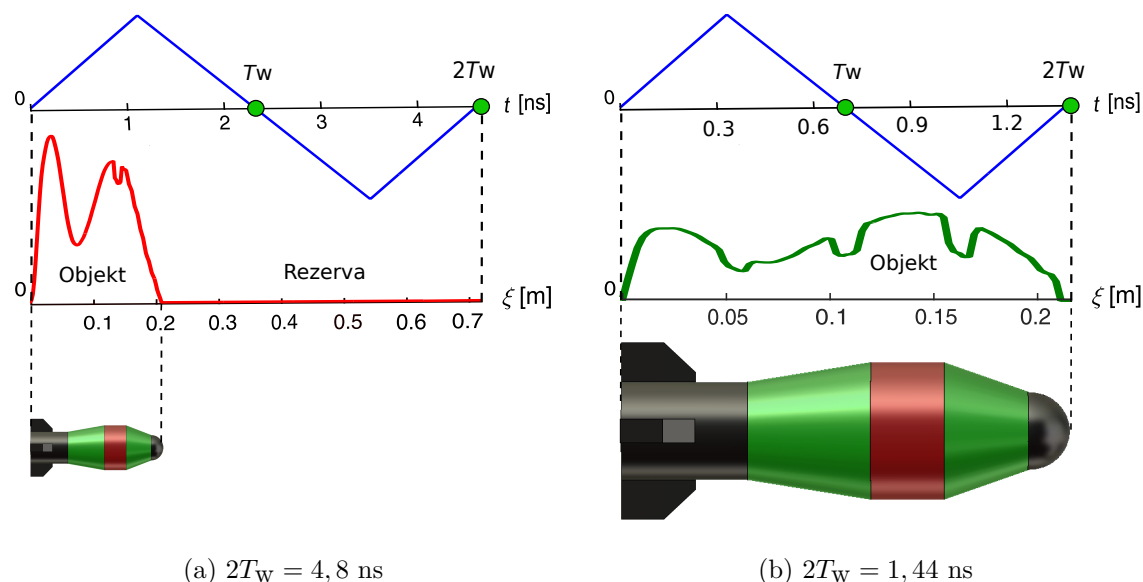 0
Tw
2Tw
t [ns]
1
2
3
4
Objekt
Rezerva
0
ξ [m]
0.1
0.2
0.3
0.4
0.5
0.6
0.7
(a) 2T_W = 4, 8 ns
0
Tw
2Tw
t [ns]
0.3
0.6
0.9
1.2
Objekt
0
ξ [m]
0.05
0.1
0.15
0.2
(b) 2T_W = 1, 44 ns